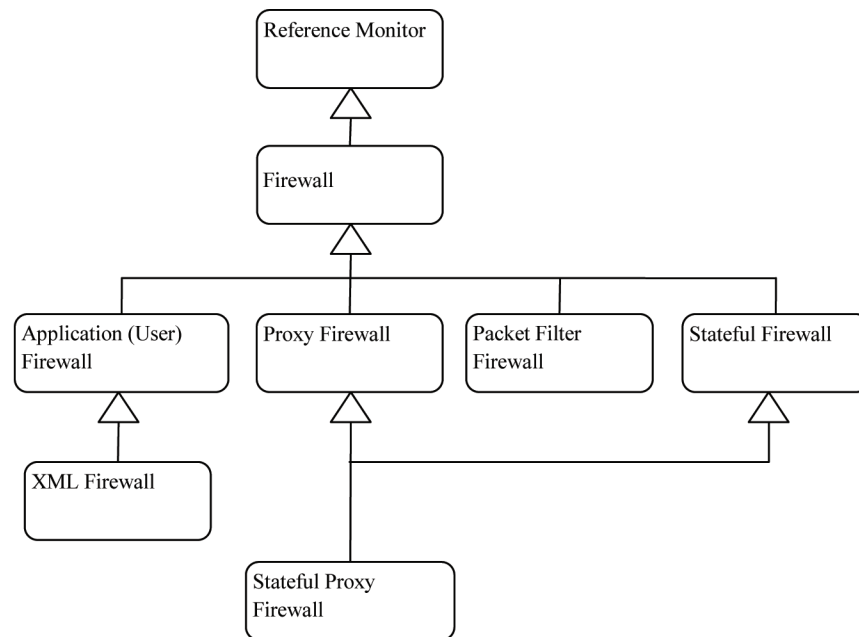 Reference Monitor
Firewall
Application (User)
Firewall
Proxy Firewall
Packet Filter
Firewall
Stateful Firewall
XML Firewall
Stateful Proxy
Firewall